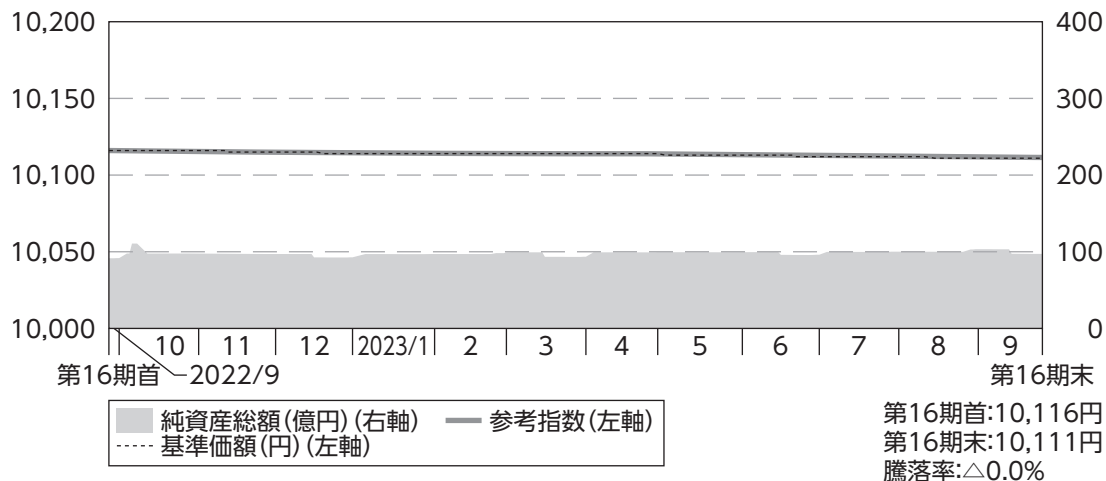 10,200
10,150
10,100
10,050
10,000
400
300
200
100
0
10 11 12 2023/1 2 3 4 5 6 7 8 9
第16期首 2022/9 第16期末
純資産総額(億円)(右軸) 参考指数(左軸)
基準価額(円)(左軸)
第16期首:10,116円
第16期末:10,111円
騰落率:△0.0%